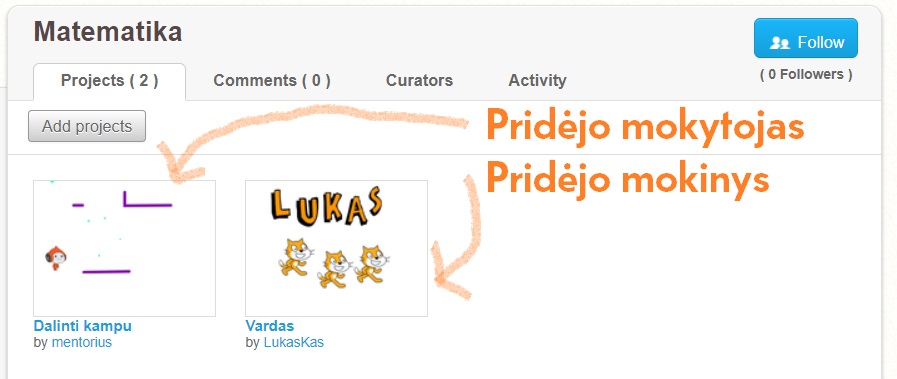 Matematika
Follow
( 0 Followers )
Projects ( 2 ) Comments ( 0 ) Curators Activity
Add projects
Pridėjo mokytojas
Pridėjo mokinys
LUKAS
Dalinti kampu
by mentorius
Vardas
by LukasKas